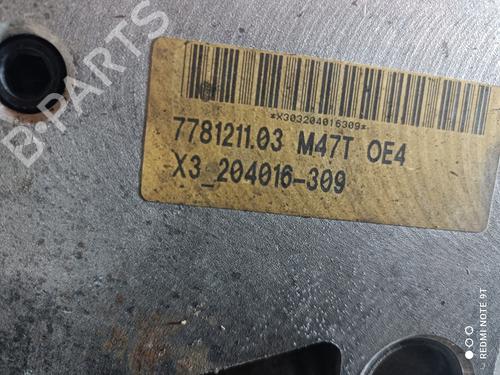 B-PARTS
*X303204016309*
7781211.03 M47T OE4
X3_204016-309
REDMI NOTE 9T